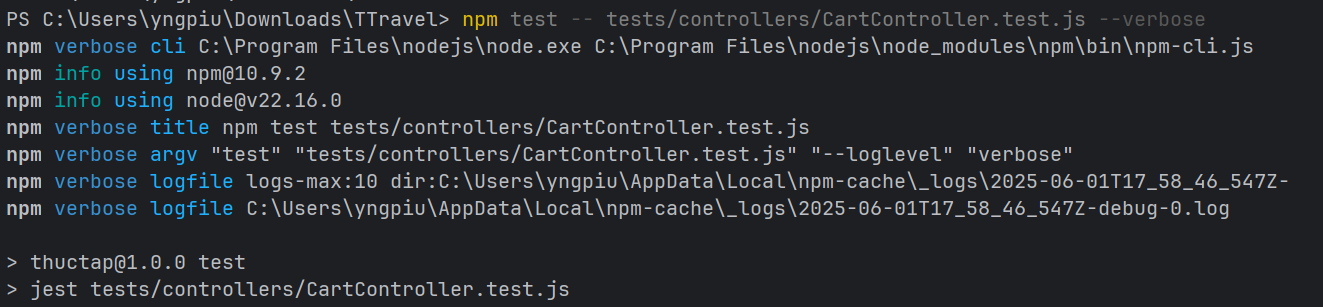 PS C:\Users\yngpiu\Downloads\TTravel> npm test -- tests/controllers/CartController.test.js --verbose
npm verbose cli C:\Program Files\nodejs\node.exe C:\Program Files\nodejs\node_modules\npm\bin\npm-cli.js
npm info using npm@10.9.2
npm info using node@v22.16.0
npm verbose title npm test tests/controllers/CartController.test.js
npm verbose argv "test" "tests/controllers/CartController.test.js" "--loglevel" "verbose"
npm verbose logfile logs-max:10 dir:C:\Users\yngpiu\AppData\Local\npm-cache\_logs\2025-06-01T17_58_46_547Z-
npm verbose logfile C:\Users\yngpiu\AppData\Local\npm-cache\_logs\2025-06-01T17_58_46_547Z-debug-0.log
> thuctap@1.0.0 test
> jest tests/controllers/CartController.test.js